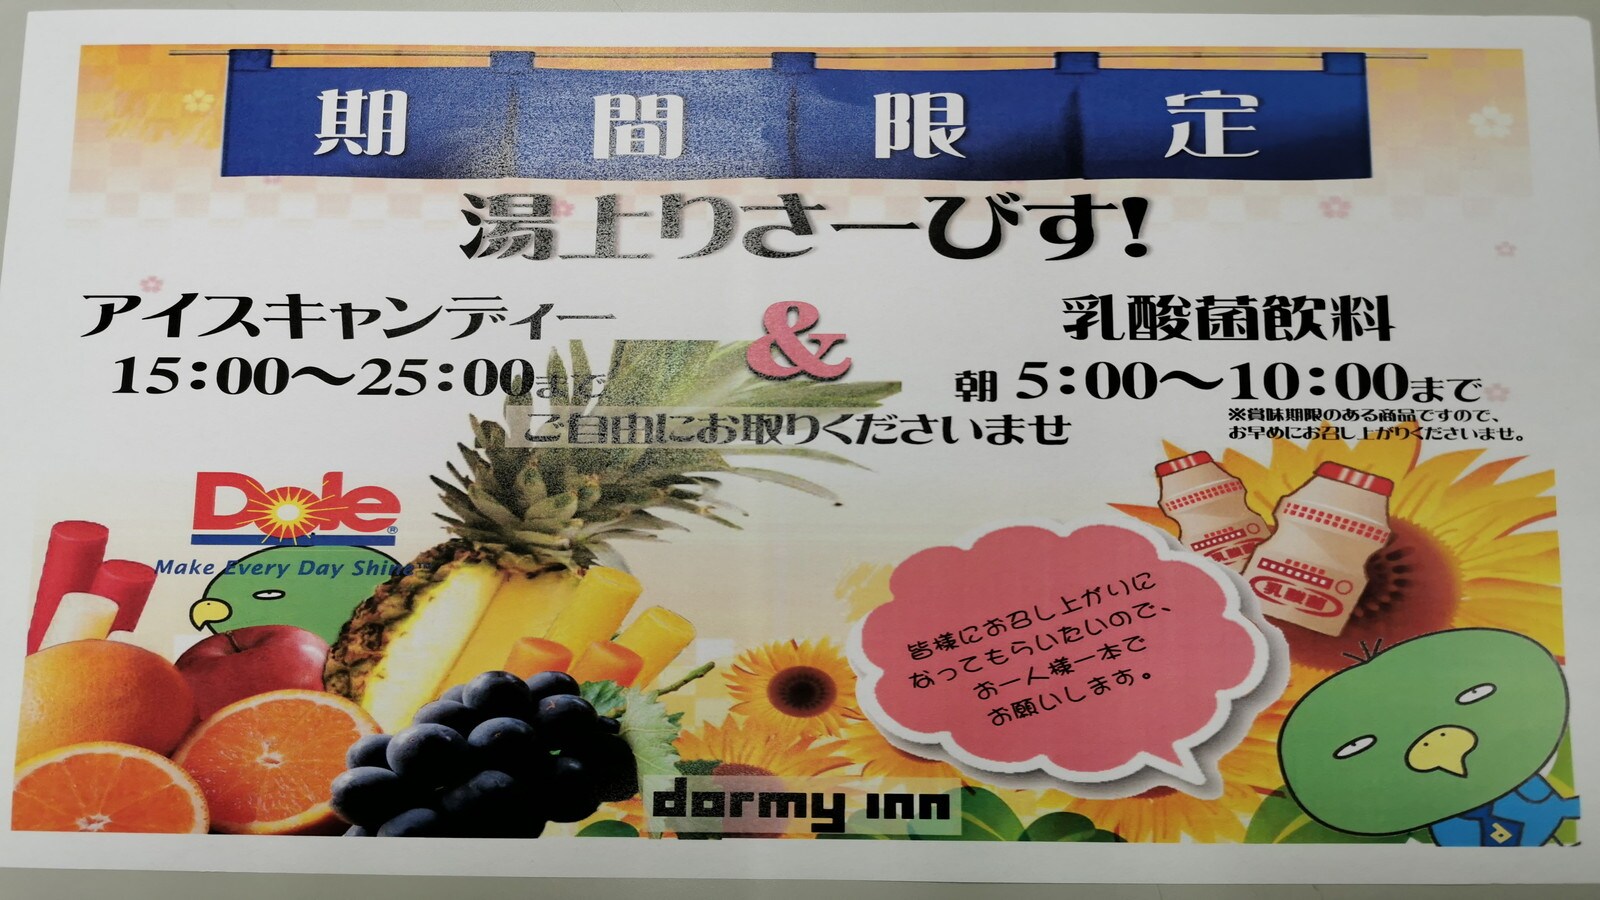 期間限定
湯上りさーびす!
アイスキャンディー
15:00～25:00まで
&
乳酸菌飲料
朝 5:00～10:00まで
※賞味期限のある商品ですので、
お早めにお召し上がりくださいませ。
ご自由にお取りくださいませ
Dole®
Make Every Day Shine™
皆様にお召し上がいに
なってもらいたいので、
お一人様一本で
お願いします。
乳酸菌
dormy inn